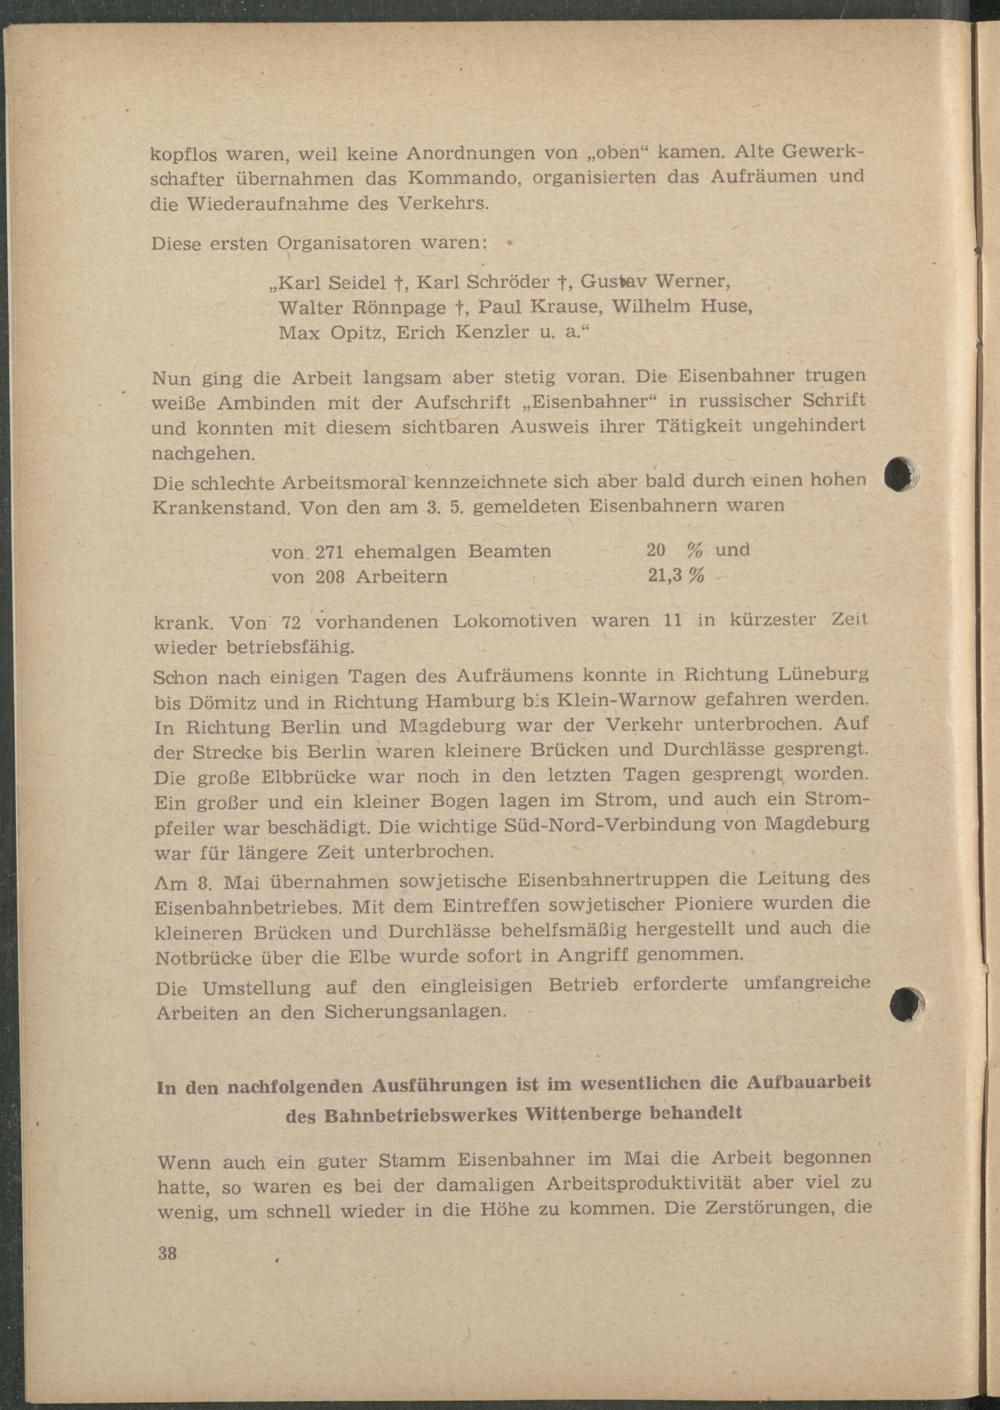 kopflos waren, weil keine Anordnungen von „oben“ kamen. Alte Gewerk-
schafter übernahmen das Kommando, organisierten das Aufräumen und
die Wiederaufnahme des Verkehrs.
Diese ersten Organisatoren waren:
„Karl Seidel †, Karl Schröder †, Gustav Werner,
Walter Rönnpage †, Paul Krause, Wilhelm Huse,
Max Opitz, Erich Kenzler u. a.“
Nun ging die Arbeit langsam aber stetig voran. Die Eisenbahner trugen
weiße Ambinden mit der Aufschrift „Eisenbahner“ in russischer Schrift
und konnten mit diesem sichtbaren Ausweis ihrer Tätigkeit ungehindert
nachgehen.
Die schlechte Arbeitsmoral kennzeichnete sich aber bald durch einen hohen
Krankenstand. Von den am 3. 5. gemeldeten Eisenbahnern waren
von 271 ehemalgen Beamten 20 % und
von 208 Arbeitern 21,3 %
krank. Von 72 vorhandenen Lokomotiven waren 11 in kürzester Zeit
wieder betriebsfähig.
Schon nach einigen Tagen des Aufräumens konnte in Richtung Lüneburg
bis Dömitz und in Richtung Hamburg bis Klein-Warnow gefahren werden.
In Richtung Berlin und Magdeburg war der Verkehr unterbrochen. Auf
der Strecke bis Berlin waren kleinere Brücken und Durchlässe gesprengt.
Die große Elbbrücke war noch in den letzten Tagen gesprengt worden.
Ein großer und ein kleiner Bogen lagen im Strom, und auch ein Strom-
pfeiler war beschädigt. Die wichtige Süd-Nord-Verbindung von Magdeburg
war für längere Zeit unterbrochen.
Am 8. Mai übernahmen sowjetische Eisenbahnertruppen die Leitung des
Eisenbahnbetriebes. Mit dem Eintreffen sowjetischer Pioniere wurden die
kleineren Brücken und Durchlässe behelfsmäßig hergestellt und auch die
Notbrücke über die Elbe wurde sofort in Angriff genommen.
Die Umstellung auf den eingleisigen Betrieb erforderte umfangreiche
Arbeiten an den Sicherungsanlagen.
In den nachfolgenden Ausführungen ist im wesentlichen die Aufbauarbeit
des Bahnbetriebswerkes Wittenberge behandelt
Wenn auch ein guter Stamm Eisenbahner im Mai die Arbeit begonnen
hatte, so waren es bei der damaligen Arbeitsproduktivität aber viel zu
wenig, um schnell wieder in die Höhe zu kommen. Die Zerstörungen, die
38